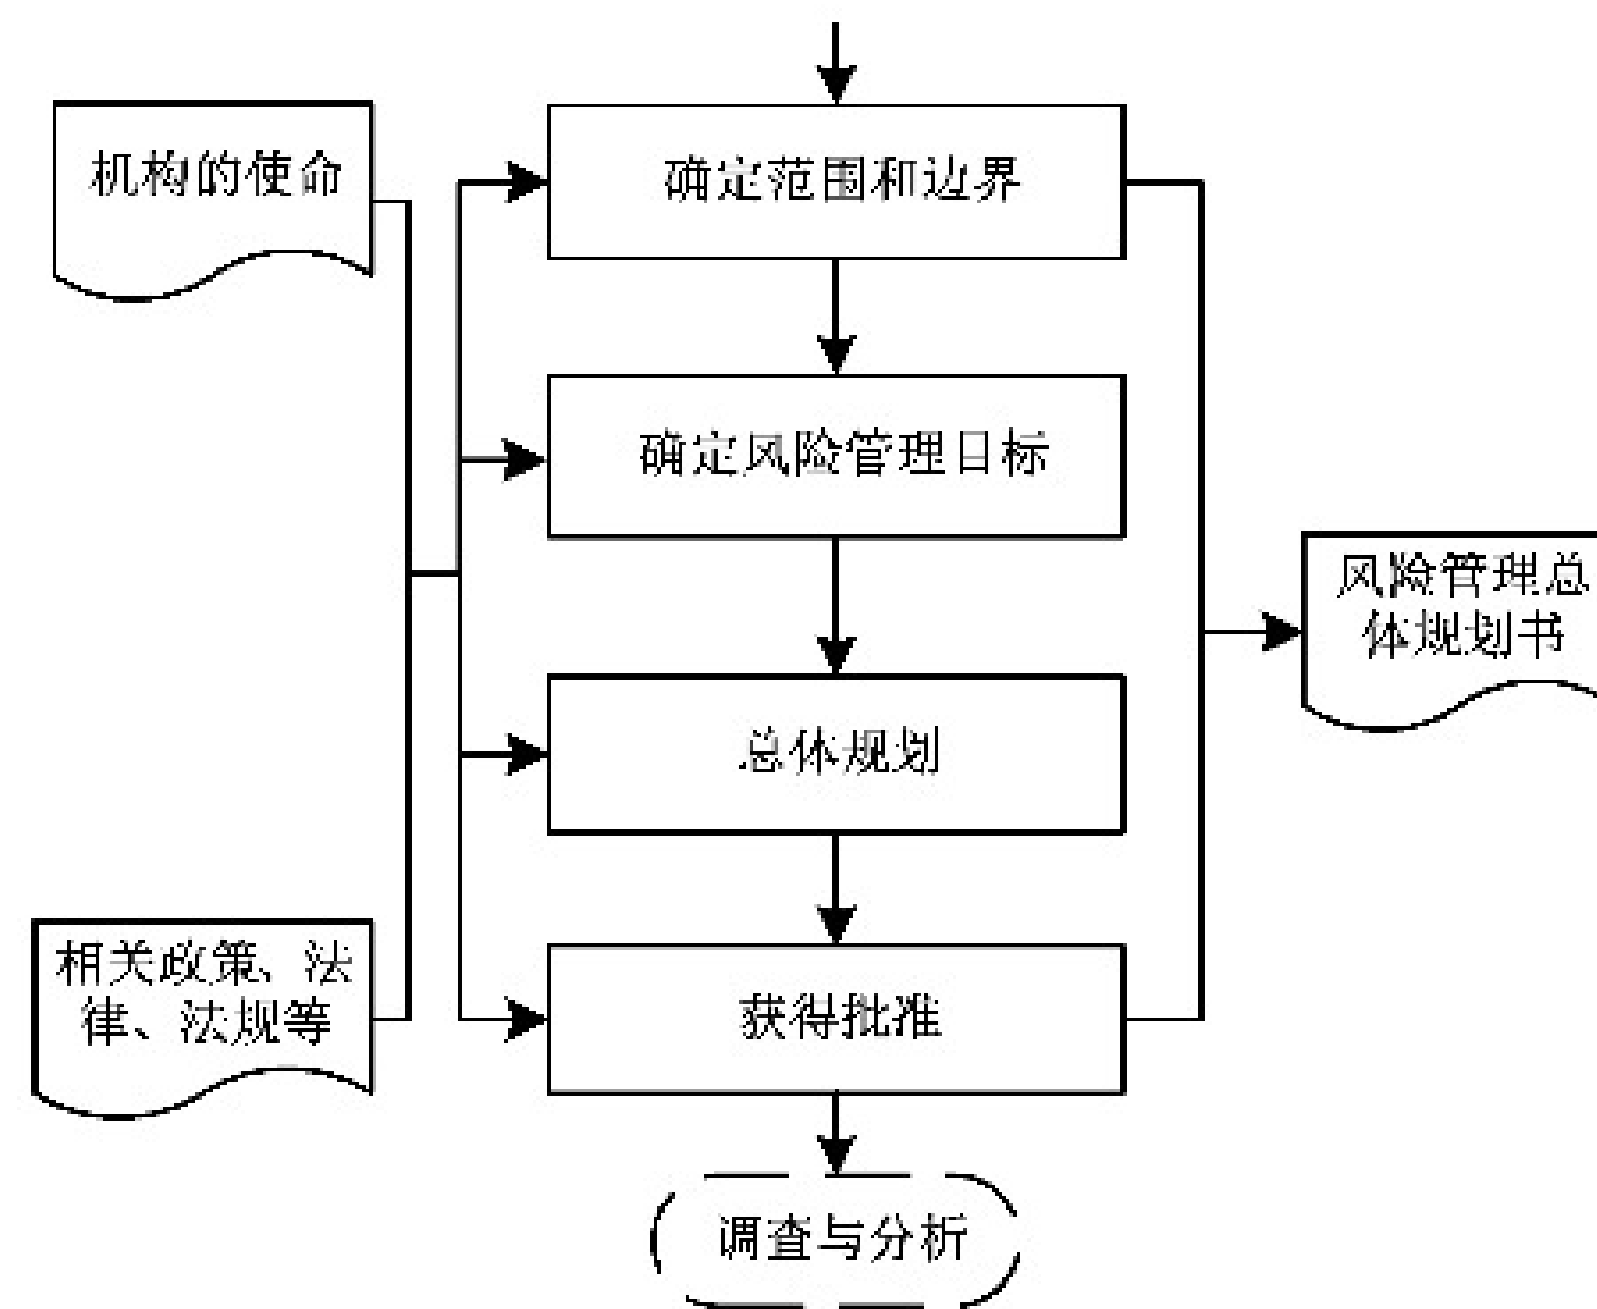 机构的使命
确定范围和边界
确定风险管理目标
风险管理总
体规划书
总体规划
相关政策、法
律、法规等
获得批准
调查与分析